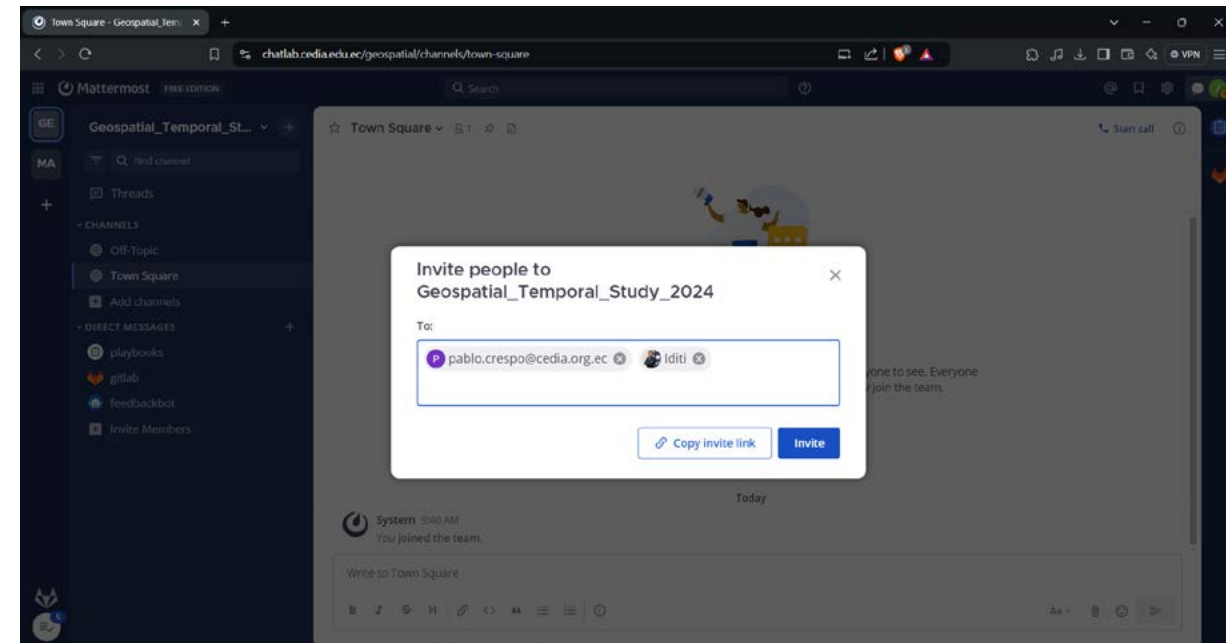 Town Square - Geospatial_Tem
chatlab.cedia.edu.ec/geospatial/channels/town-square
VPN
Mattermost FREE EDITION
Search
GE
MA
Geospatial_Temporal_St...
Find channel
Threads
CHANNELS
Off-Topic
Town Square
Add channels
DIRECT MESSAGES
playbooks
gitlab
feedbackbot
Invite Members
Town Square
1
Start call
Invite people to
Geospatial_Temporal_Study_2024
To:
P pablo.crespo@cedia.org.ec
lditi
Copy invite link
Invite
yone to see. Everyone
join the team.
Today
System 9:40 AM
You joined the team.
Write to Town Square
B I S H
Aa